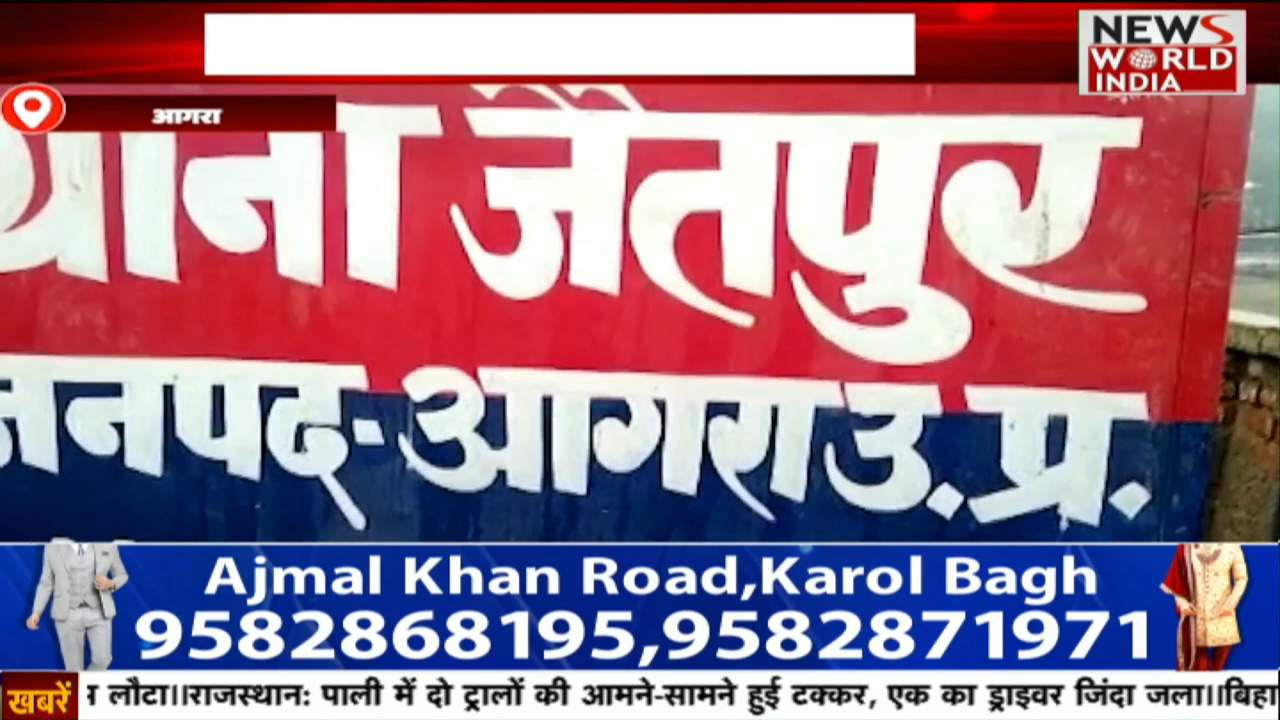 NEWS
WORLD
INDIA
आगरा
थाना जैतपुर
जनपद-आगरा उ.प्र.
Ajmal Khan Road,Karol Bagh
9582868195,9582871971
खबरें
लौटा।।राजस्थान: पाली में दो ट्रालों की आमने-सामने हुई टक्कर, एक का ड्राइवर जिंदा जला।।बिहा